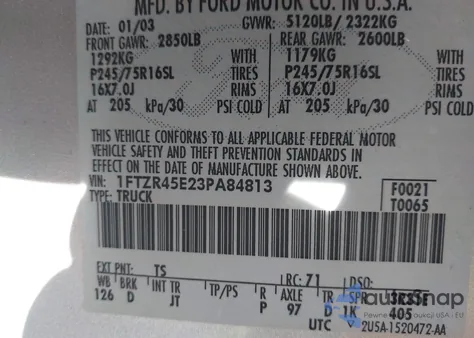 MFD. BY FORD MOTOR CO. IN U.S.A.
DATE: 01/03 GVWR: 5120LB/ 2322KG
FRONT GAWR: 2850LB REAR GAWR: 2600LB
1292KG WITH 1179KG WITH
P245/75R16SL TIRES P245/75R16SL TIRES
16X7.0J RIMS 16X7.0J RIMS
AT 205 kPa/30 PSI COLD AT 205 kPa/30 PSI COLD
THIS VEHICLE CONFORMS TO ALL APPLICABLE FEDERAL MOTOR
VEHICLE SAFETY AND THEFT PREVENTION STANDARDS IN
EFFECT ON THE DATE OF MANUFACTURE SHOWN ABOVE.
VIN: 1FTZR45E23PA84813 F0021
TYPE: TRUCK T0065
EXT PNT: TS RC: 71 DSO:
WB BRK INT TR TP/PS R AXLE TR SPR
126 D JT P 97 D 1K 405
UTC 2U5A-1520472-AA
autosnap